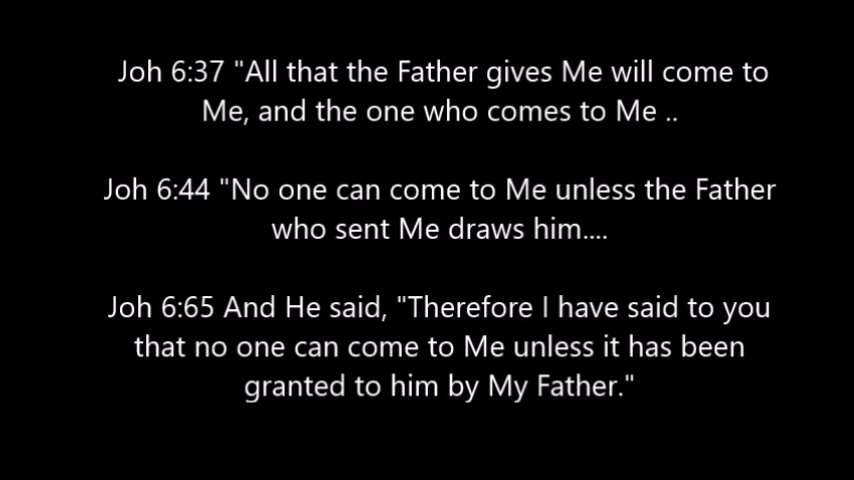 Joh 6:37 "All that the Father gives Me will come to
Me, and the one who comes to Me ..
Joh 6:44 "No one can come to Me unless the Father
who sent Me draws him....
Joh 6:65 And He said, "Therefore I have said to you
that no one can come to Me unless it has been
granted to him by My Father."